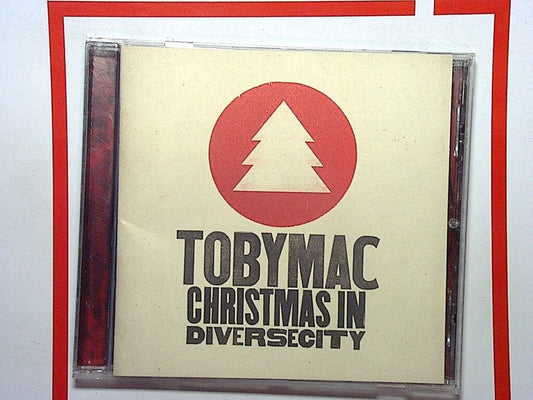 TOBYMAC
CHRISTMAS IN
DIVERSECITY